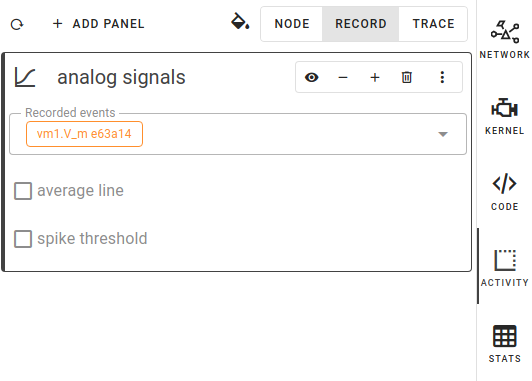 ADD PANEL
NODE
RECORD
TRACE
analog signals
Recorded events
vm1.V_m e63a14
average line
spike threshold
NETWORK
KERNEL
CODE
ACTIVITY
STATS